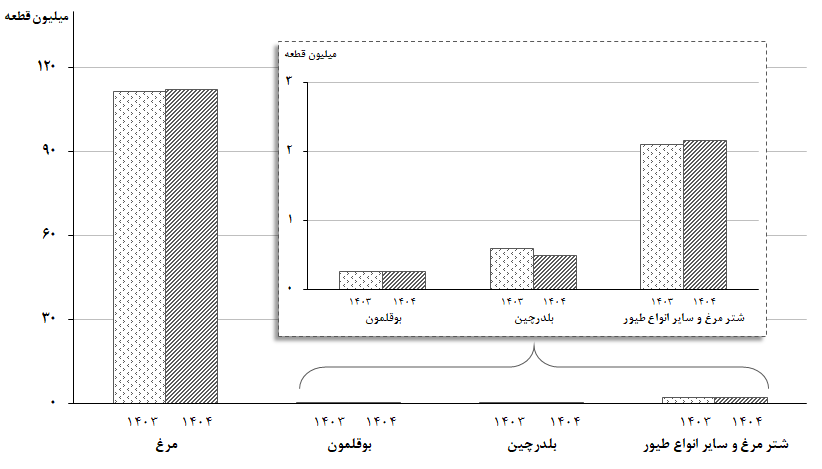 میلیون قطعه
۱۲۰
۹۰
۶۰
۳۰
۰
میلیون قطعه
۳
۲
۱
۰
۱۴۰۳ ۱۴۰۴ ۱۴۰۳ ۱۴۰۴ ۱۴۰۳ ۱۴۰۴
بوقلمون بلدرچین شتر مرغ و سایر انواع طیور
۱۴۰۳ ۱۴۰۴ ۱۴۰۳ ۱۴۰۴ ۱۴۰۳ ۱۴۰۴ ۱۴۰۳ ۱۴۰۴
مرغ بوقلمون بلدرچین شتر مرغ و سایر انواع طیور